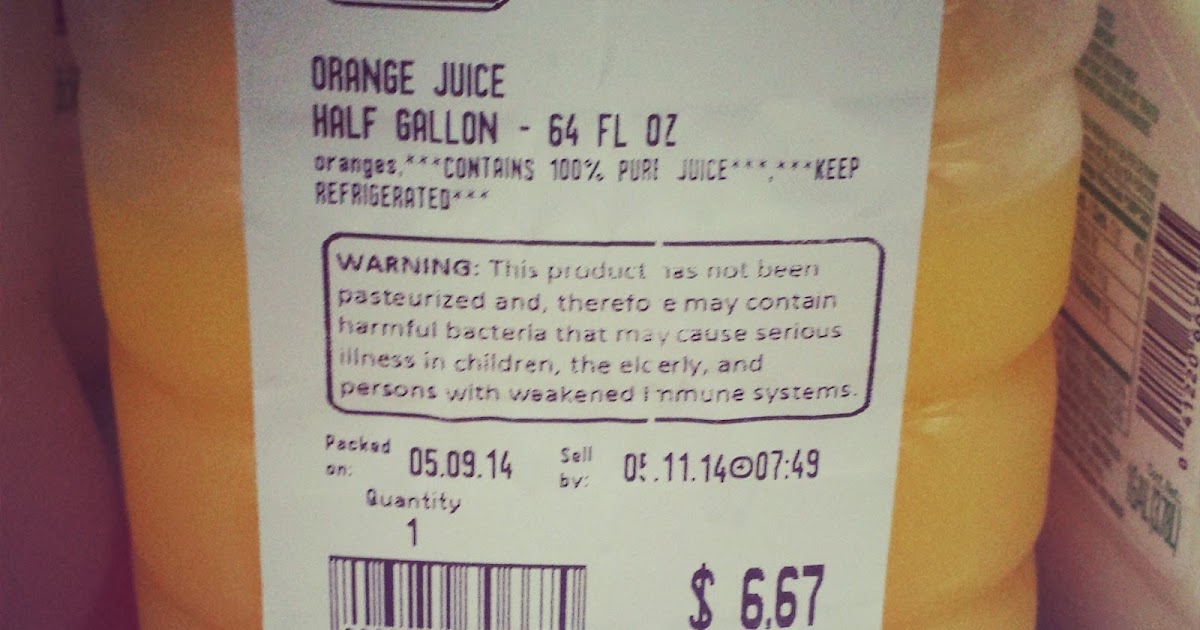 ORANGE JUICE
HALF GALLON - 64 FL OZ
oranges,***CONTAINS 100% PURE JUICE***,***KEEP
REFRIGERATED***
WARNING: This product has not been
pasteurized and, therefore may contain
harmful bacteria that may cause serious
illness in children, the elderly, and
persons with weakened immune systems.
Packed on: 05.09.14 Sell by: 05.11.14 07:49
Quantity
1
$ 6.67